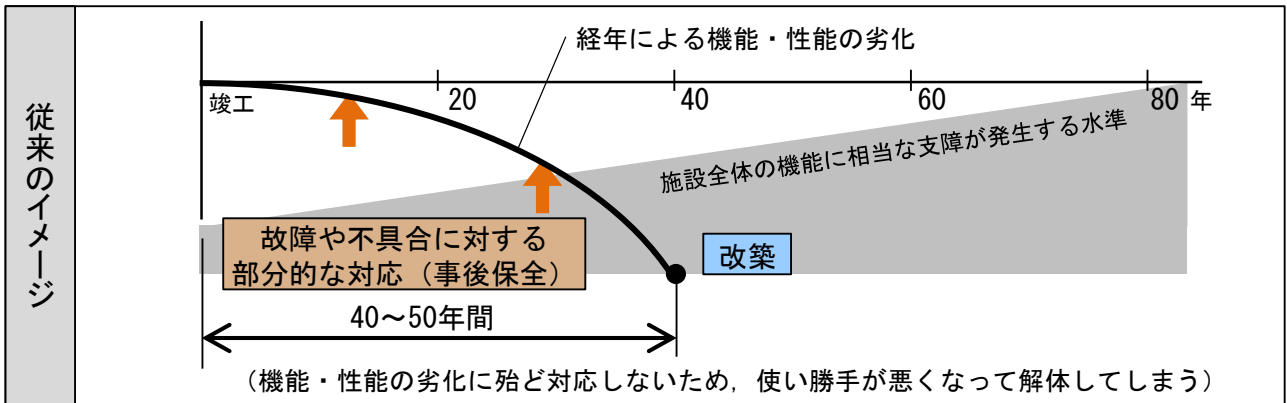 従来のイメージ
経年による機能・性能の劣化
竣工 20 40 60 80 年
施設全体の機能に相当な支障が発生する水準
故障や不具合に対する
部分的な対応（事後保全）
改築
40～50年間
（機能・性能の劣化に殆ど対応しないため，使い勝手が悪くなって解体してしまう）